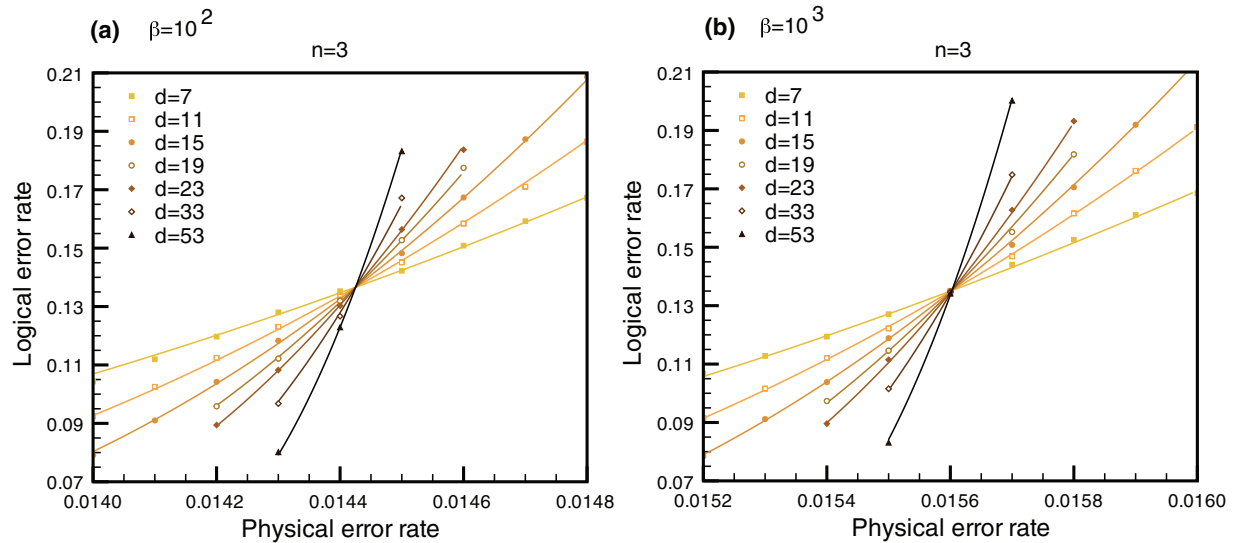 (a) β=10²
n=3
0.21
0.19
0.17
0.15
0.13
0.11
0.09
0.07
Logical error rate
d=7
d=11
d=15
d=19
d=23
d=33
d=53
0.0140 0.0142 0.0144 0.0146 0.0148
Physical error rate
(b) β=10³
n=3
0.21
0.19
0.17
0.15
0.13
0.11
0.09
0.07
Logical error rate
d=7
d=11
d=15
d=19
d=23
d=33
d=53
0.0152 0.0154 0.0156 0.0158 0.0160
Physical error rate